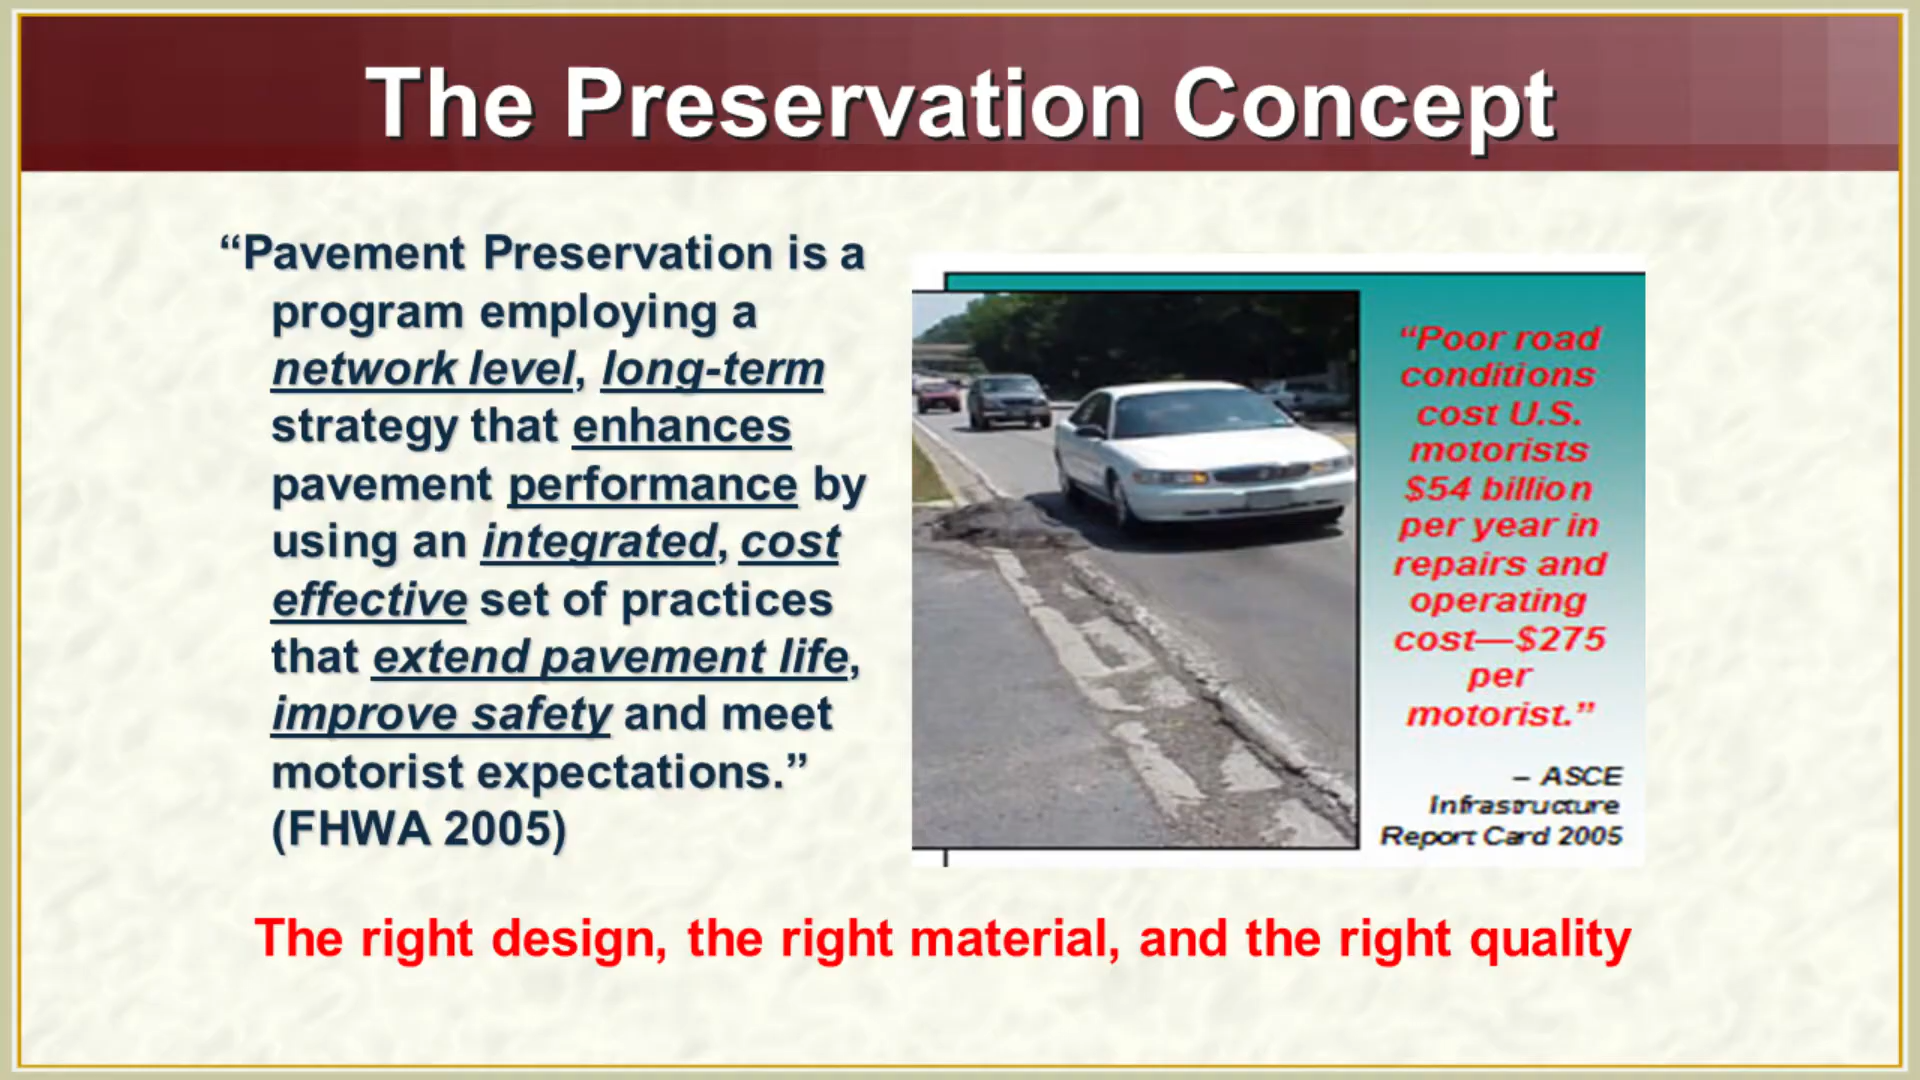 The Preservation Concept
“Pavement Preservation is a
program employing a
network level, long-term
strategy that enhances
pavement performance by
using an integrated, cost
effective set of practices
that extend pavement life,
improve safety and meet
motorist expectations.”
(FHWA 2005)
“Poor road
conditions
cost U.S.
motorists
$54 billion
per year in
repairs and
operating
cost—$275
per
motorist.”
– ASCE
Infrastructure
Report Card 2005
The right design, the right material, and the right quality